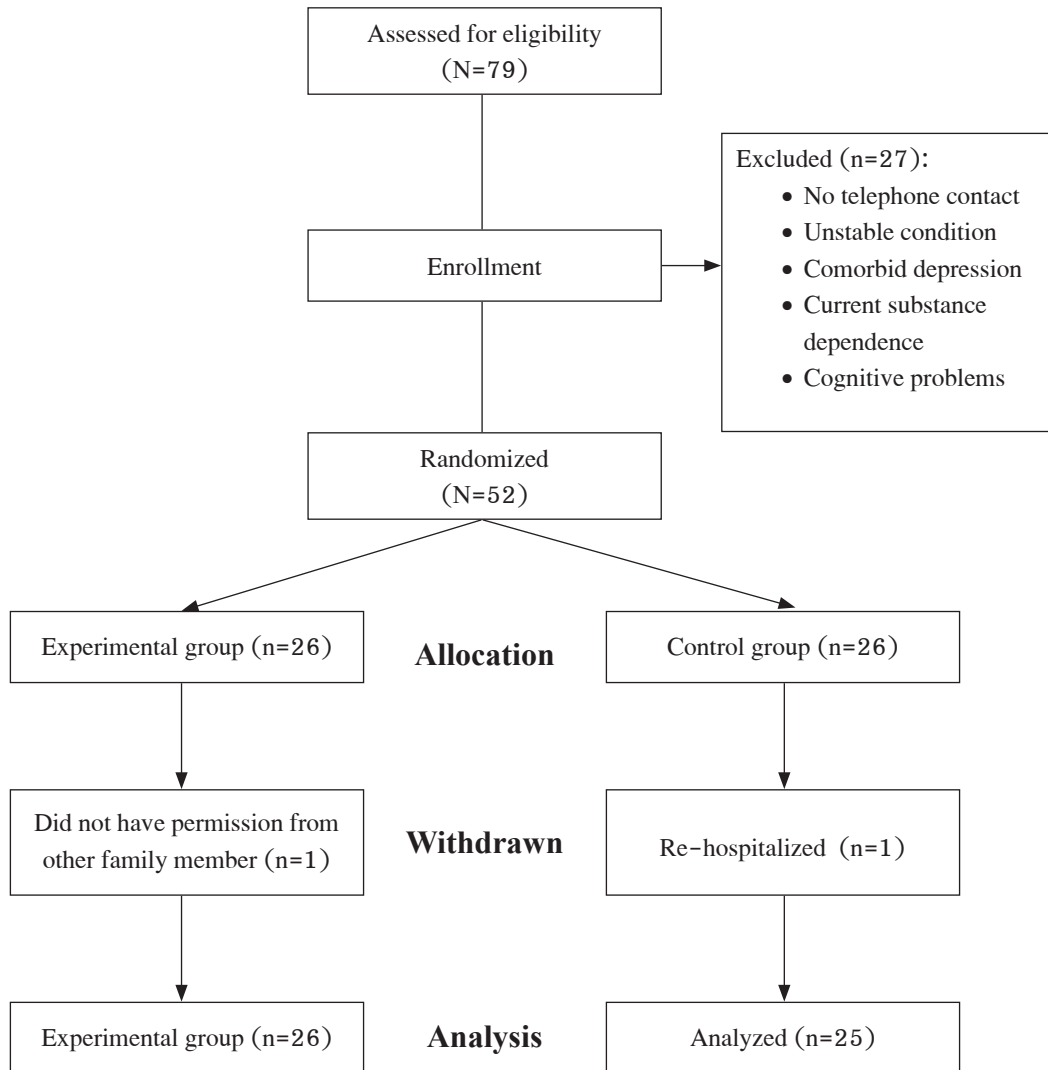 Assessed for eligibility
(N=79)
Excluded (n=27):
• No telephone contact
• Unstable condition
• Comorbid depression
• Current substance
dependence
• Cognitive problems
Enrollment
Randomized
(N=52)
Experimental group (n=26)
Allocation
Control group (n=26)
Did not have permission from
other family member (n=1)
Withdrawn
Re-hospitalized (n=1)
Experimental group (n=26)
Analysis
Analyzed (n=25)